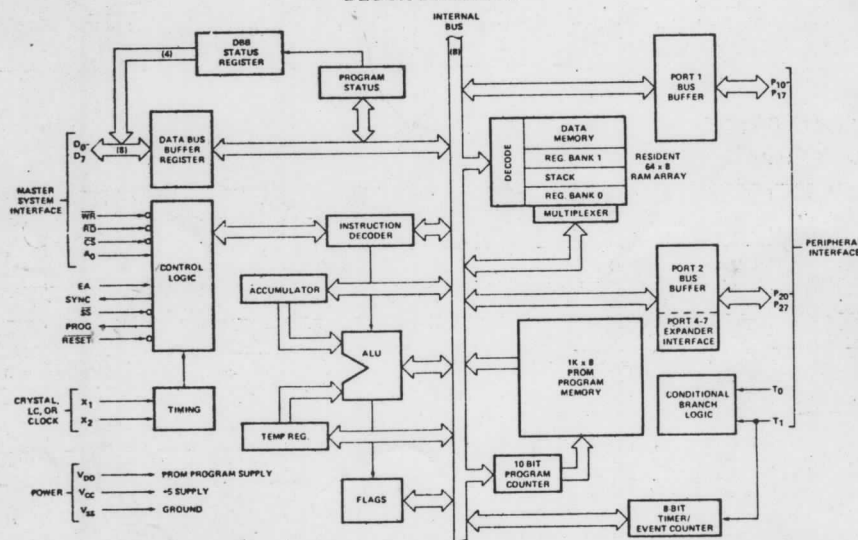 INTERNAL
BUS
(8)
DBB
STATUS
REGISTER
(4)
PROGRAM
STATUS
D0-
D7
(8)
DATA BUS
BUFFER
REGISTER
MASTER
SYSTEM
INTERFACE
WR
RD
CS
A0
CONTROL
LOGIC
INSTRUCTION
DECODER
EA
SYNC
SS
PROG
RESET
ACCUMULATOR
ALU
CRYSTAL,
LC, OR
CLOCK
X1
X2
TIMING
TEMP REG.
POWER
VDD
PROM PROGRAM SUPPLY
VCC
+5 SUPPLY
VSS
GROUND
FLAGS
PORT 1
BUS
BUFFER
P10-
P17
DECODE
DATA
MEMORY
REG. BANK 1
STACK
REG. BANK 0
MULTIPLEXER
RESIDENT
64 x 8
RAM ARRAY
PERIPHERAL
INTERFACE
PORT 2
BUS
BUFFER
PORT 4-7
EXPANDER
INTERFACE
P20-
P27
1K x 8
PROM
PROGRAM
MEMORY
CONDITIONAL
BRANCH
LOGIC
T0
T1
10 BIT
PROGRAM
COUNTER
8-BIT
TIMER/
EVENT COUNTER